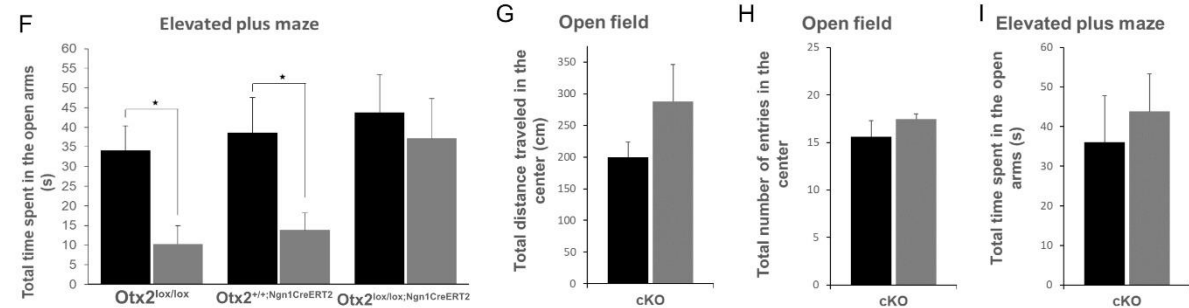 F
Elevated plus maze
Total time spent in the open arms
(s)
60
55
50
45
40
35
30
25
20
15
10
5
0
★
★
Otx2lox/lox
Otx2+/+;Ngn1CreERT2
Otx2lox/lox;Ngn1CreERT2
G
Open field
Total distance traveled in the
center (cm)
400
350
300
250
200
150
100
50
0
cKO
H
Open field
Total number of entries in the
center
25
20
15
10
5
0
cKO
I
Elevated plus maze
Total time spent in the open
arms (s)
60
50
40
30
20
10
0
cKO